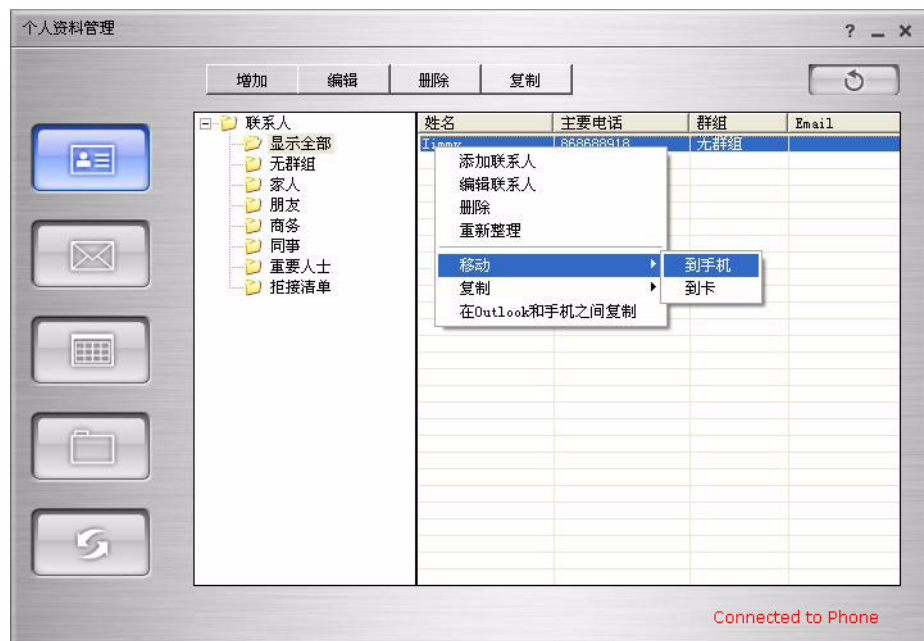 个人资料管理
? _ ×
增加 编辑 删除 复制
联系人
显示全部
无群组
家人
朋友
商务
同事
重要人士
拒接清单
姓名 主要电话 群组 Email
868688918 无群组
添加联系人
编辑联系人
删除
重新整理
移动 到手机
复制 到卡
在Outlook和手机之间复制
Connected to Phone